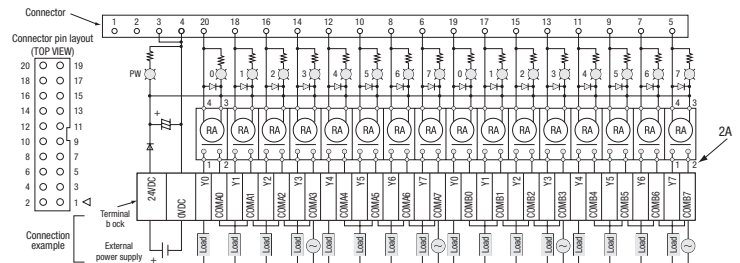 Connector
1 2 3 4 20 18 16 14 12 10 8 6 19 17 15 13 11 9 7 5
Connector pin layout
(TOP VIEW)
20 19
18 17
16 15
14 13
12 11
10 9
8 7
6 5
4 3
2 1
PW
0 1 2 3 4 5 6 7 0 1 2 3 4 5 6 7
+
4 3 4 3
RA RA RA RA RA RA RA RA RA RA RA RA RA RA RA RA
2A
1 2 1 2
24VDC 0VDC Y0 COMA0 Y1 COMA1 Y2 COMA2 Y3 COMA3 Y4 COMA4 Y5 COMA5 Y6 COMA6 Y7 COMA7 Y0 COMB0 Y1 COMB1 Y2 COMB2 Y3 COMB3 Y4 COMB4 Y5 COMB5 Y6 COMB6 Y7 COMB7
Terminal
b ock
Connection
example
External
power supply
+
Load Load Load Load Load Load Load Load Load Load Load Load Load Load Load Load